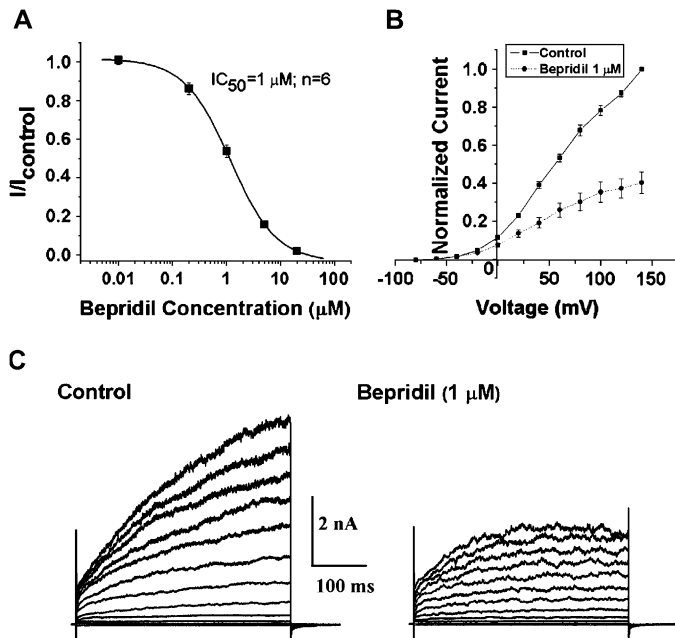 A
I/Icontrol
1.0
0.8
0.6
0.4
0.2
0.0
IC50=1 μM; n=6
0.01 0.1 1 10 100
Bepridil Concentration (μM)
B
Normalized Current
Control
Bepridil 1 μM
1.0
0.8
0.6
0.4
0.2
-100 -50 0 50 100 150
Voltage (mV)
C
Control
Bepridil (1 μM)
2 nA
100 ms